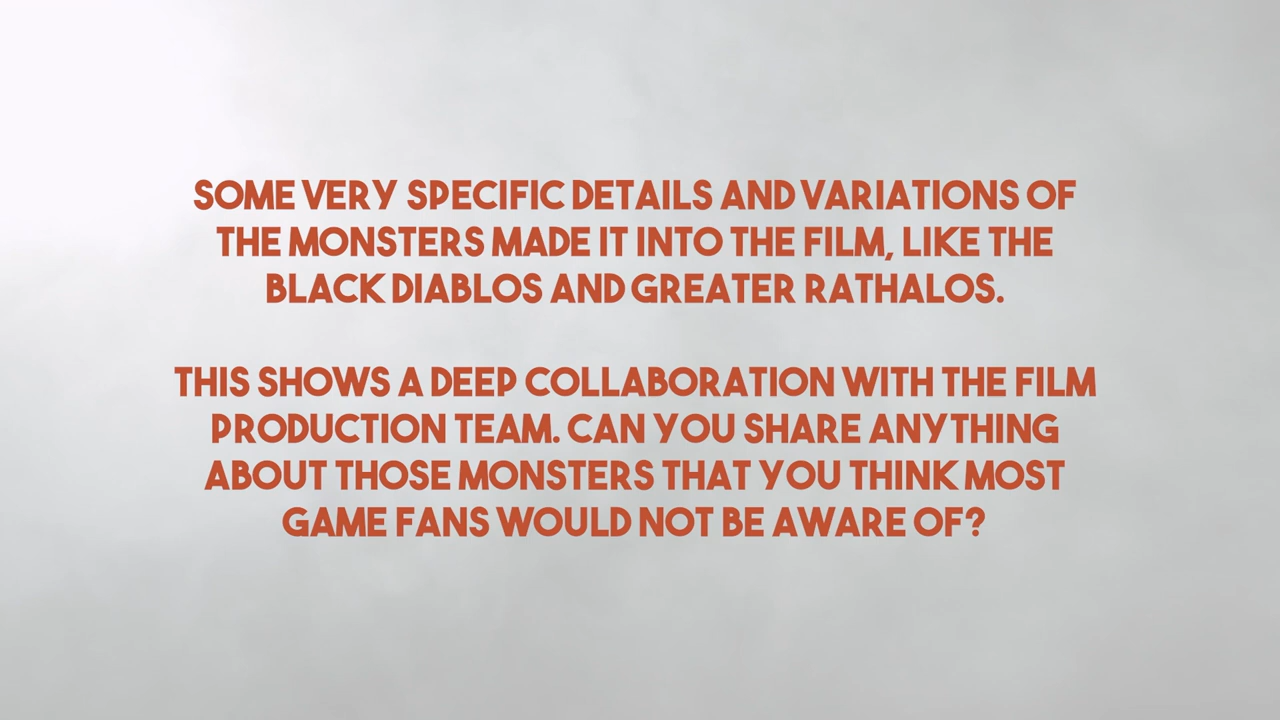 SOME VERY SPECIFIC DETAILS AND VARIATIONS OF
THE MONSTERS MADE IT INTO THE FILM, LIKE THE
BLACK DIABLOS AND GREATER RATHALOS.
THIS SHOWS A DEEP COLLABORATION WITH THE FILM
PRODUCTION TEAM. CAN YOU SHARE ANYTHING
ABOUT THOSE MONSTERS THAT YOU THINK MOST
GAME FANS WOULD NOT BE AWARE OF?